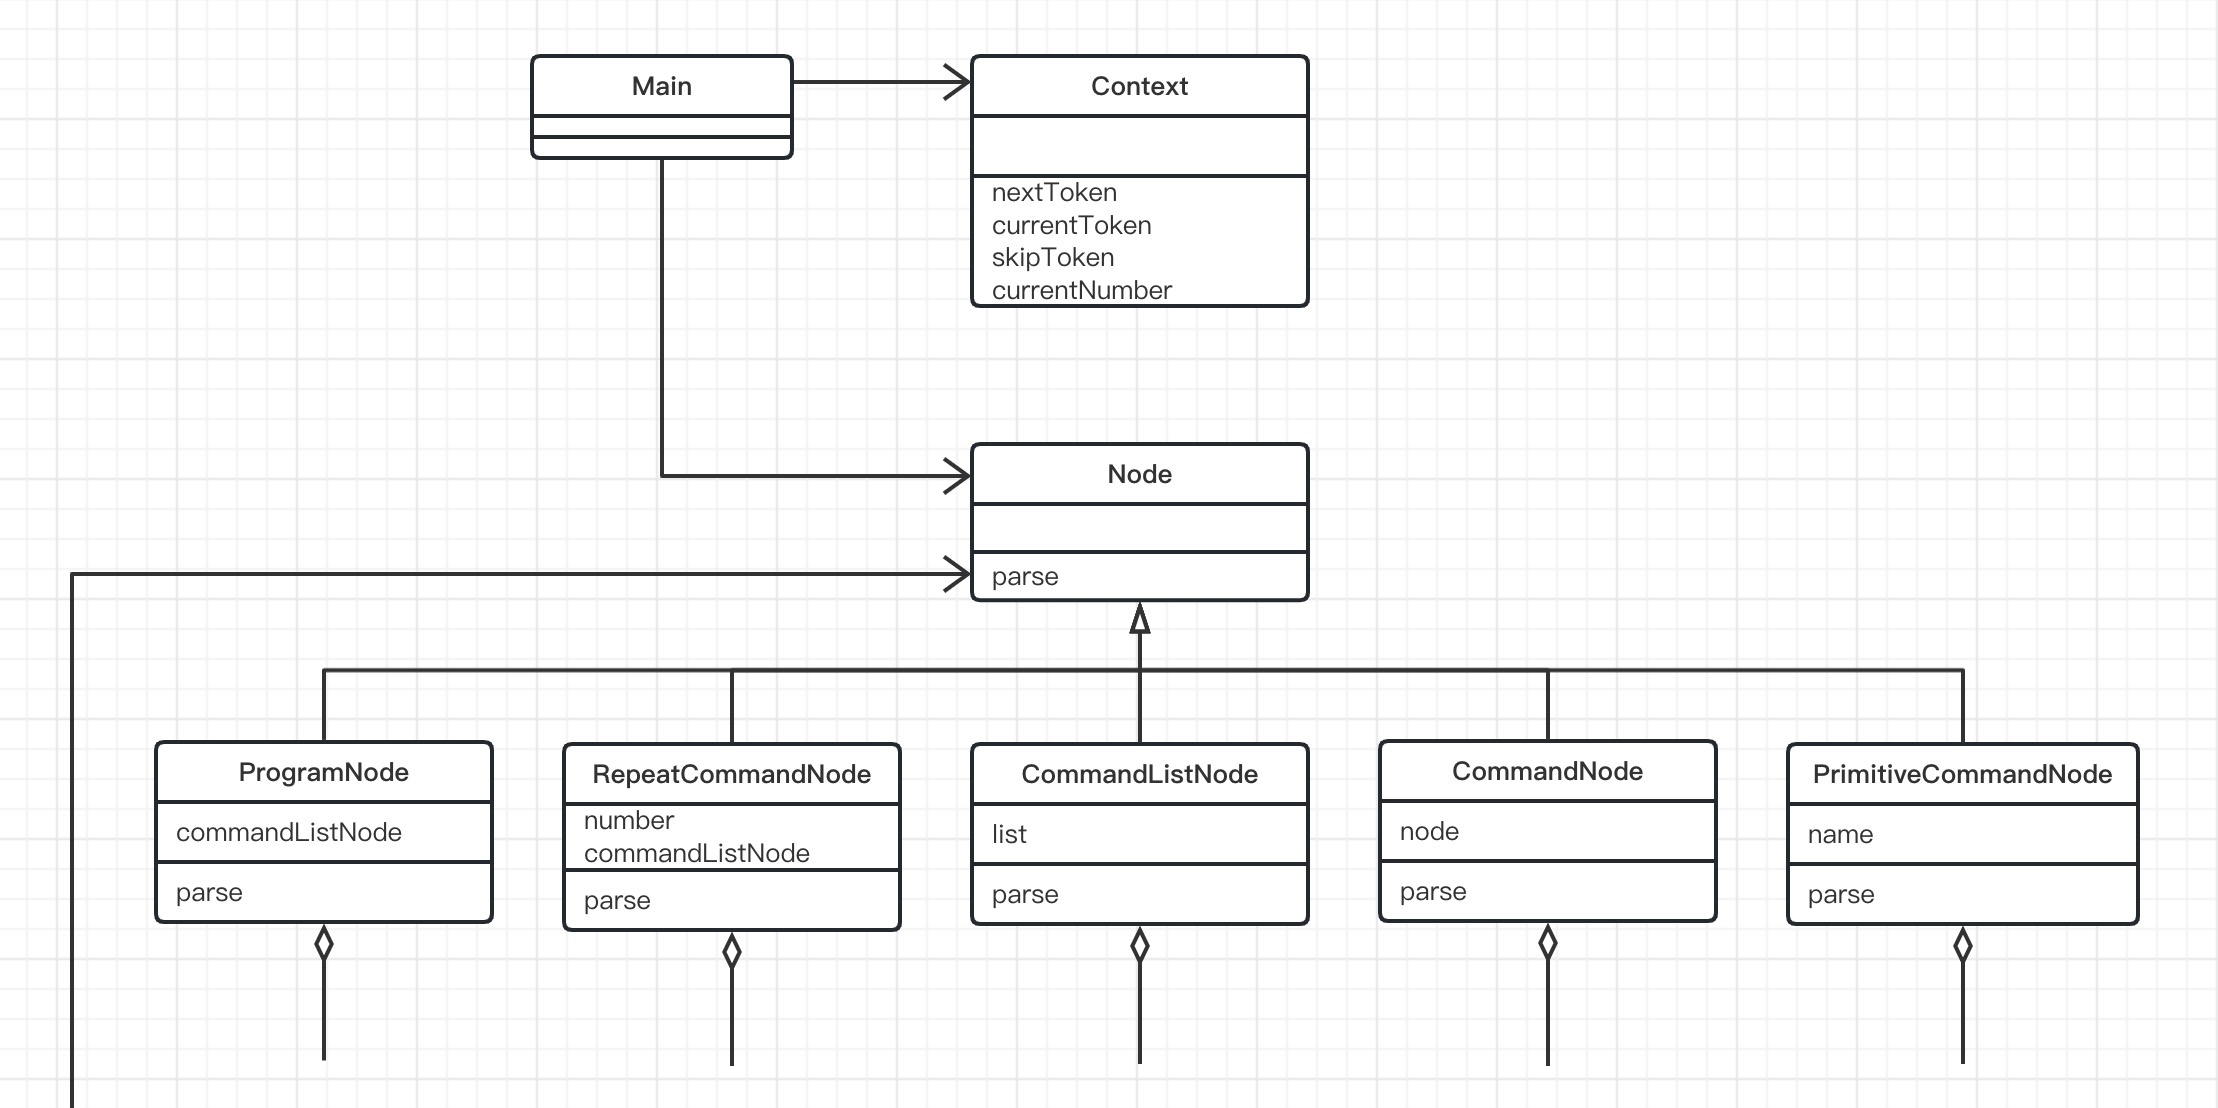 Main
Context
nextToken
currentToken
skipToken
currentNumber
Node
parse
ProgramNode
commandListNode
parse
RepeatCommandNode
number
commandListNode
parse
CommandListNode
list
parse
CommandNode
node
parse
PrimitiveCommandNode
name
parse